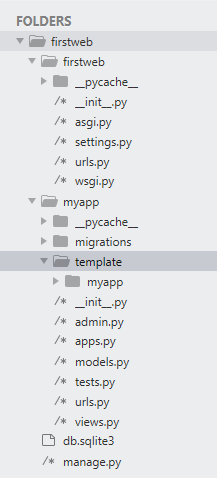 FOLDERS
firstweb
firstweb
__pycache__
/* __init__.py
/* asgi.py
/* settings.py
/* urls.py
/* wsgi.py
myapp
__pycache__
migrations
template
myapp
/* __init__.py
/* admin.py
/* apps.py
/* models.py
/* tests.py
/* urls.py
/* views.py
db.sqlite3
/* manage.py